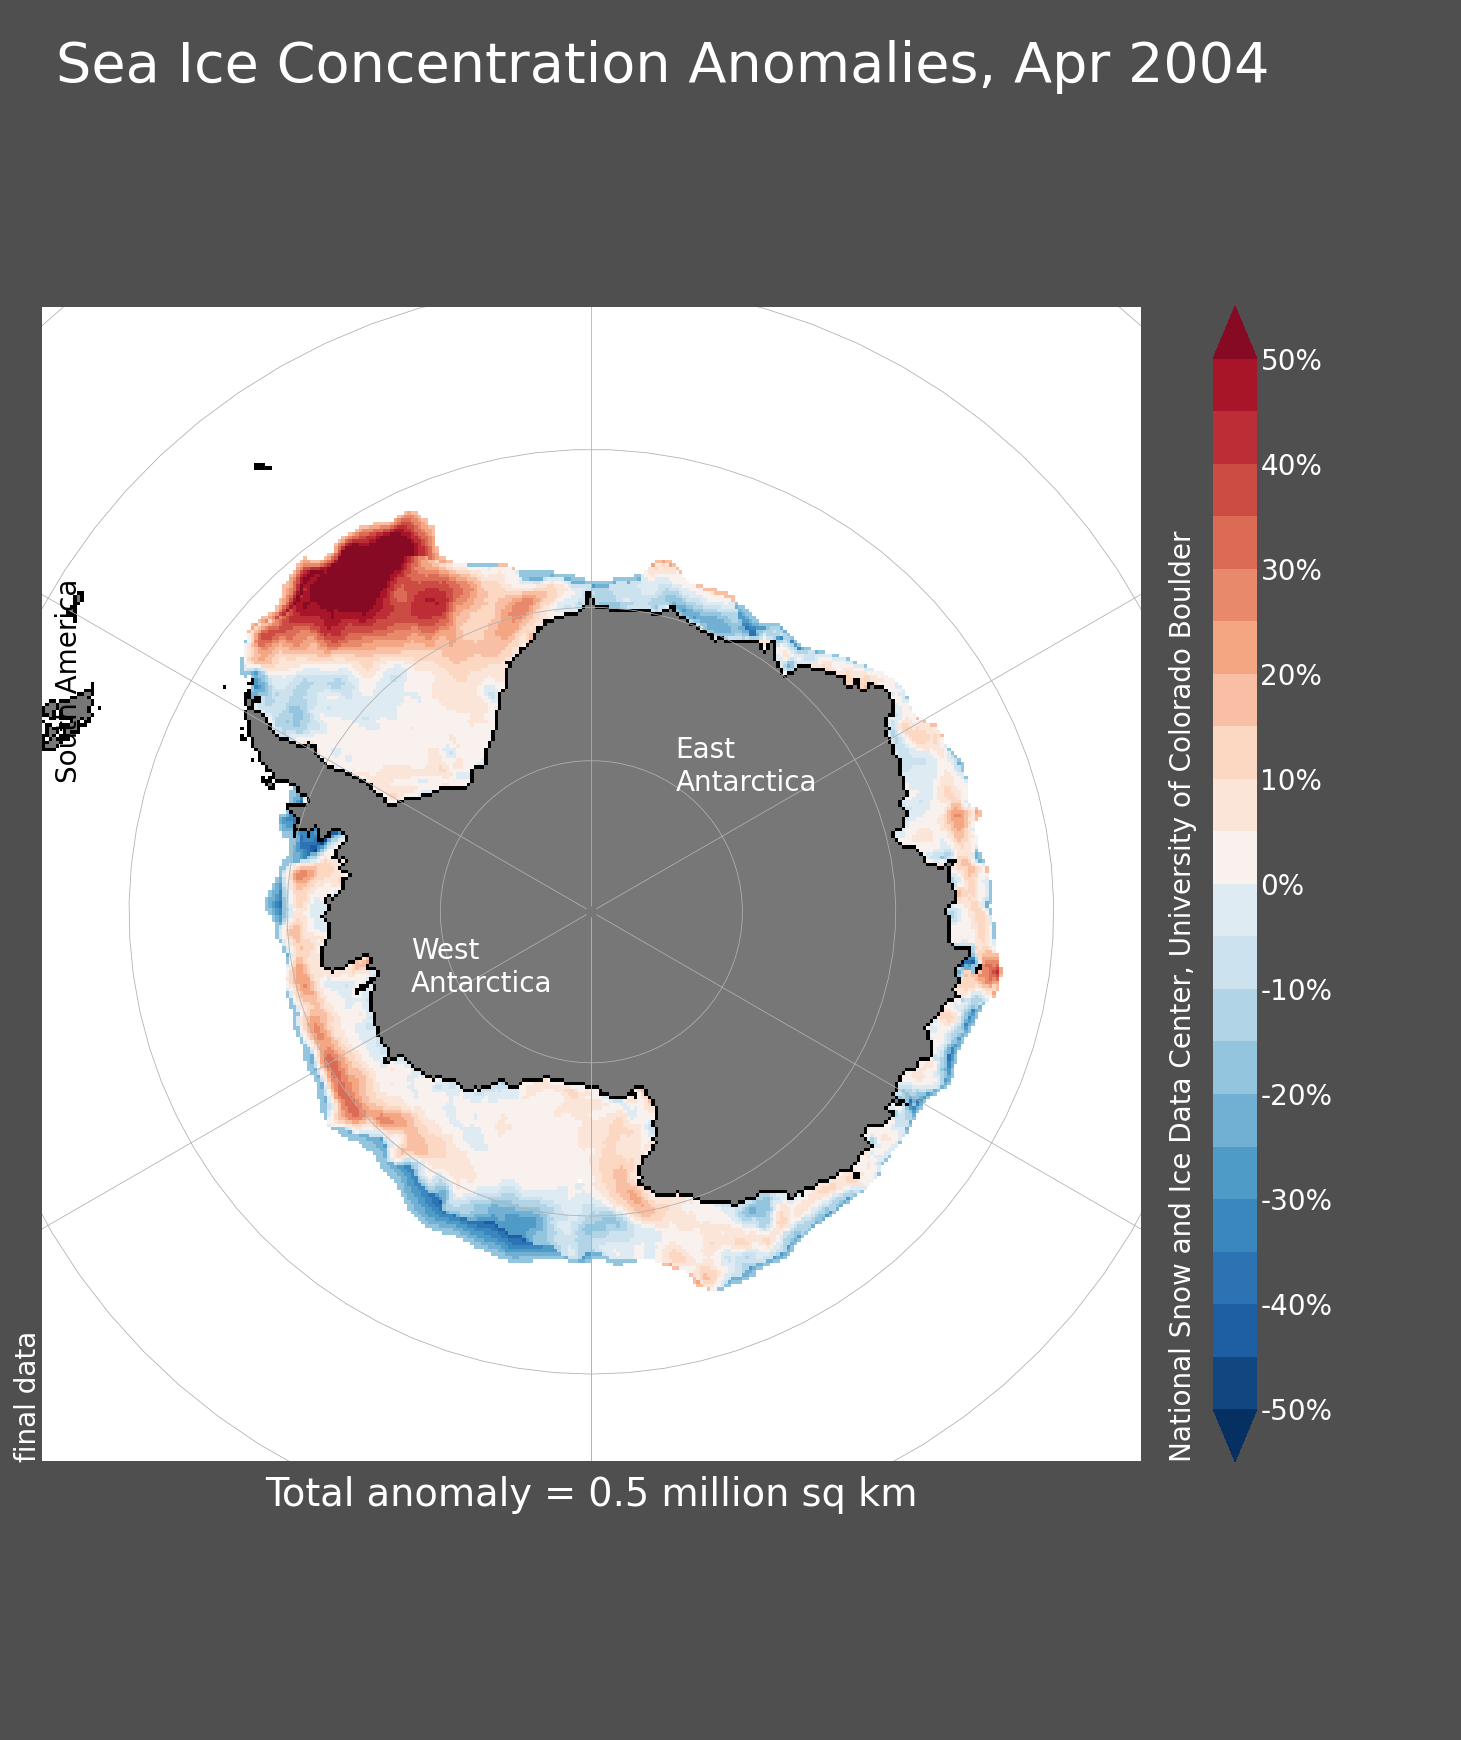 Sea Ice Concentration Anomalies, Apr 2004
South America
East
Antarctica
West
Antarctica
final data
Total anomaly = 0.5 million sq km
National Snow and Ice Data Center, University of Colorado Boulder
50%
40%
30%
20%
10%
0%
-10%
-20%
-30%
-40%
-50%